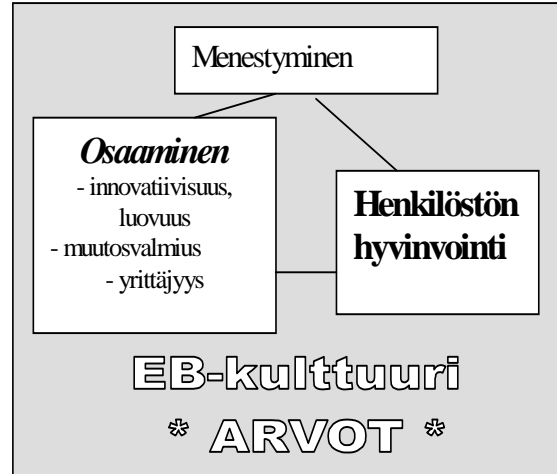 Menestyminen
Osaaminen
- innovatiivisuus,
luovuus
- muutosvalmius
- yrittäjyys
Henkilöstön
hyvinvointi
EB-kulttuuri
* ARVOT *